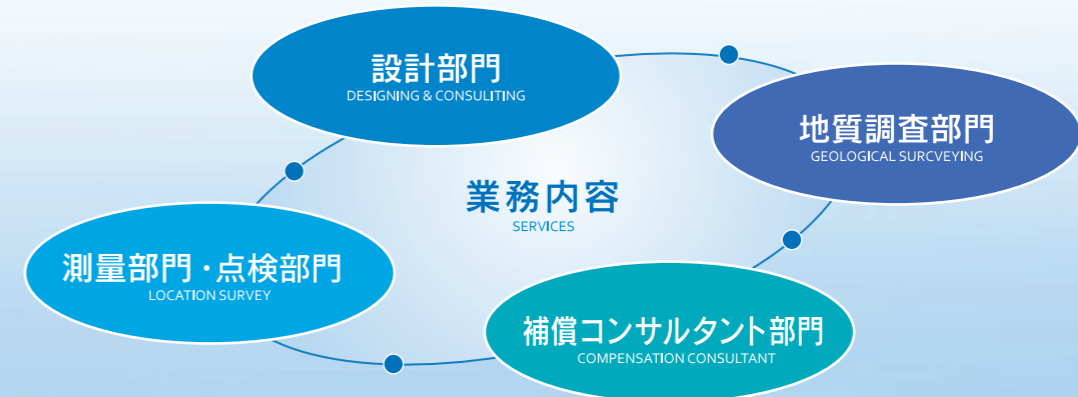 設計部門
DESIGNING & CONSULITING
地質調査部門
GEOLOGICAL SURCVEYING
業務内容
SERVICES
測量部門・点検部門
LOCATION SURVEY
補償コンサルタント部門
COMPENSATION CONSULTANT